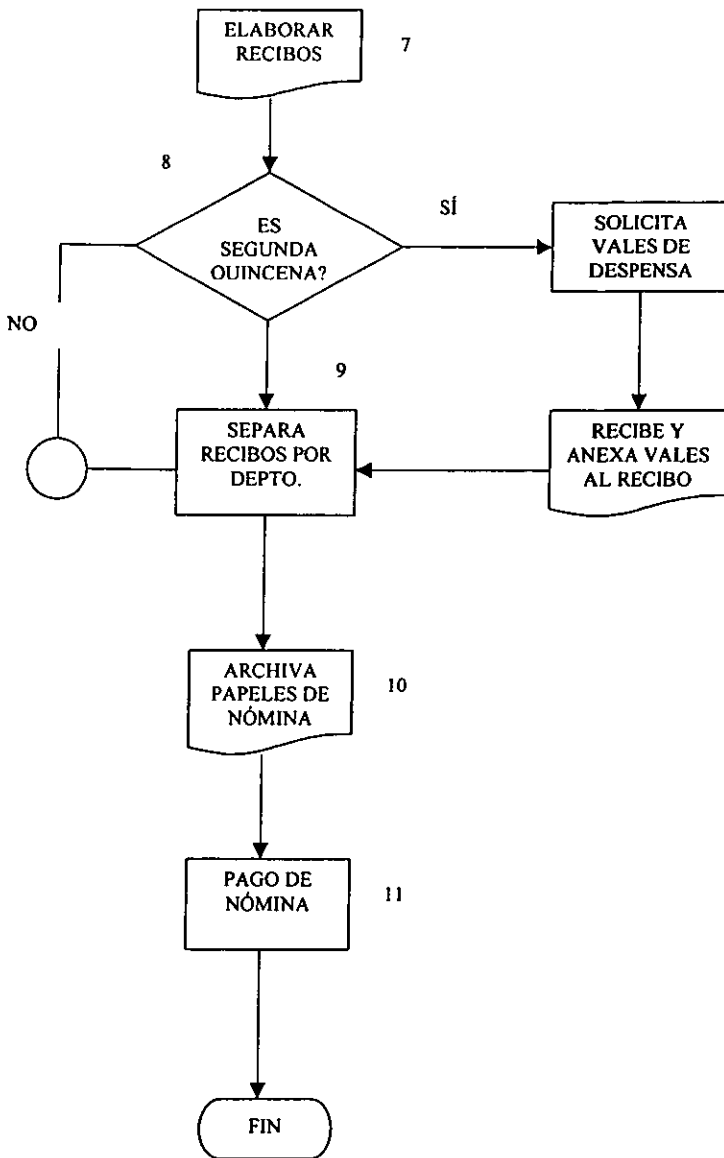 ELABORAR
RECIBOS
7
8
ES
SEGUNDA
QUINCENA?
SÍ
SOLICITA
VALES DE
DESPENSA
NO
9
SEPARA
RECIBOS POR
DEPTO.
RECIBE Y
ANEXA VALES
AL RECIBO
ARCHIVA
PAPELES DE
NÓMINA
10
PAGO DE
NÓMINA
11
FIN